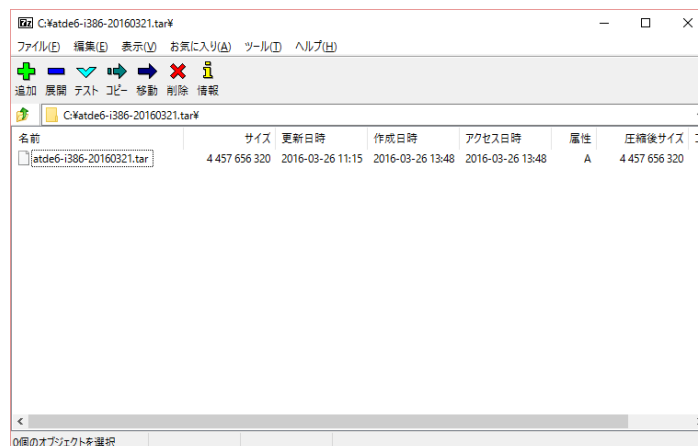 7z C:¥atde6-i386-20160321.tar¥
ファイル(F) 編集(E) 表示(V) お気に入り(A) ツール(T) ヘルプ(H)
追加 展開 テスト コピー 移動 削除 情報
C:¥atde6-i386-20160321.tar¥
名前 サイズ 更新日時 作成日時 アクセス日時 属性 圧縮後サイズ
atde6-i386-20160321.tar 4 457 656 320 2016-03-26 11:15 2016-03-26 13:48 2016-03-26 13:48 A 4 457 656 320
0個のオブジェクトを選択